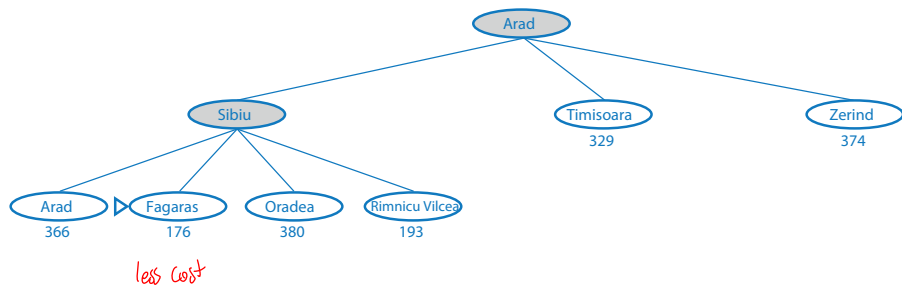 Arad
Sibiu Timisoara Zerind
329 374
Arad Fagaras Oradea Rimnicu Vilcea
366 176 380 193
less cost